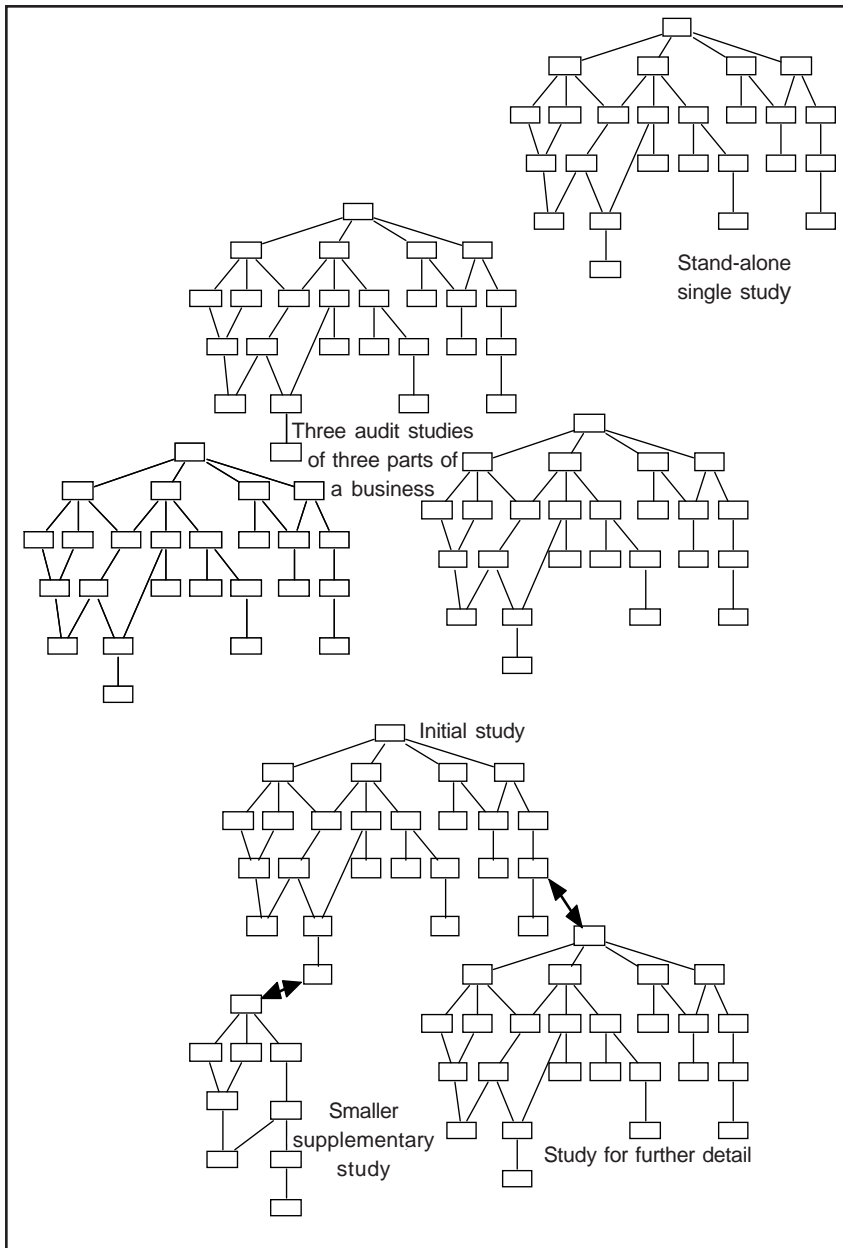 Stand-alone
single study
Three audit studies
of three parts of
a business
Initial study
Smaller
supplementary
study
Study for further detail